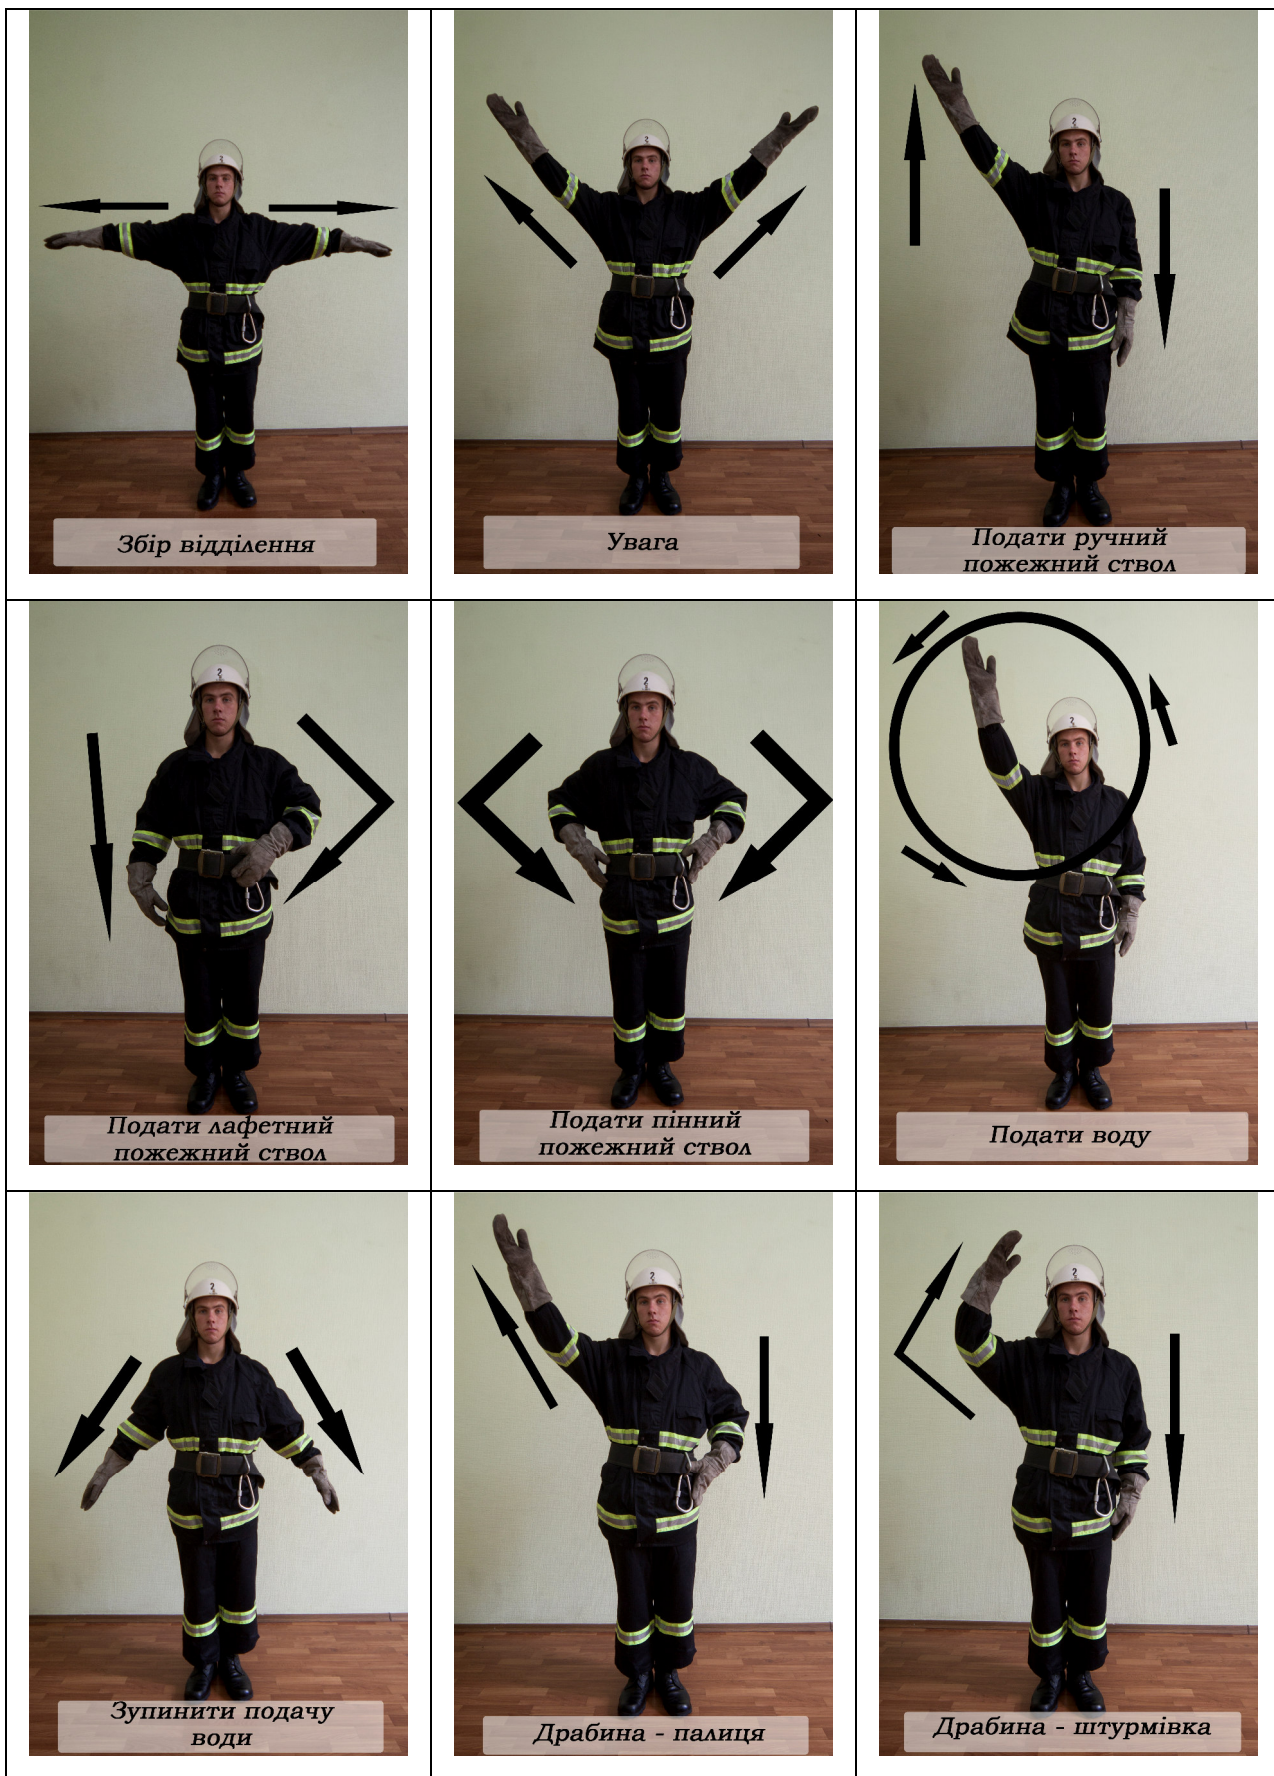 Збір відділення
Увага
Подати ручний
пожежний ствол
Подати лафетний
пожежний ствол
Подати пінний
пожежний ствол
Подати воду
Зупинити подачу
води
Драбина - палиця
Драбина - штурмівка